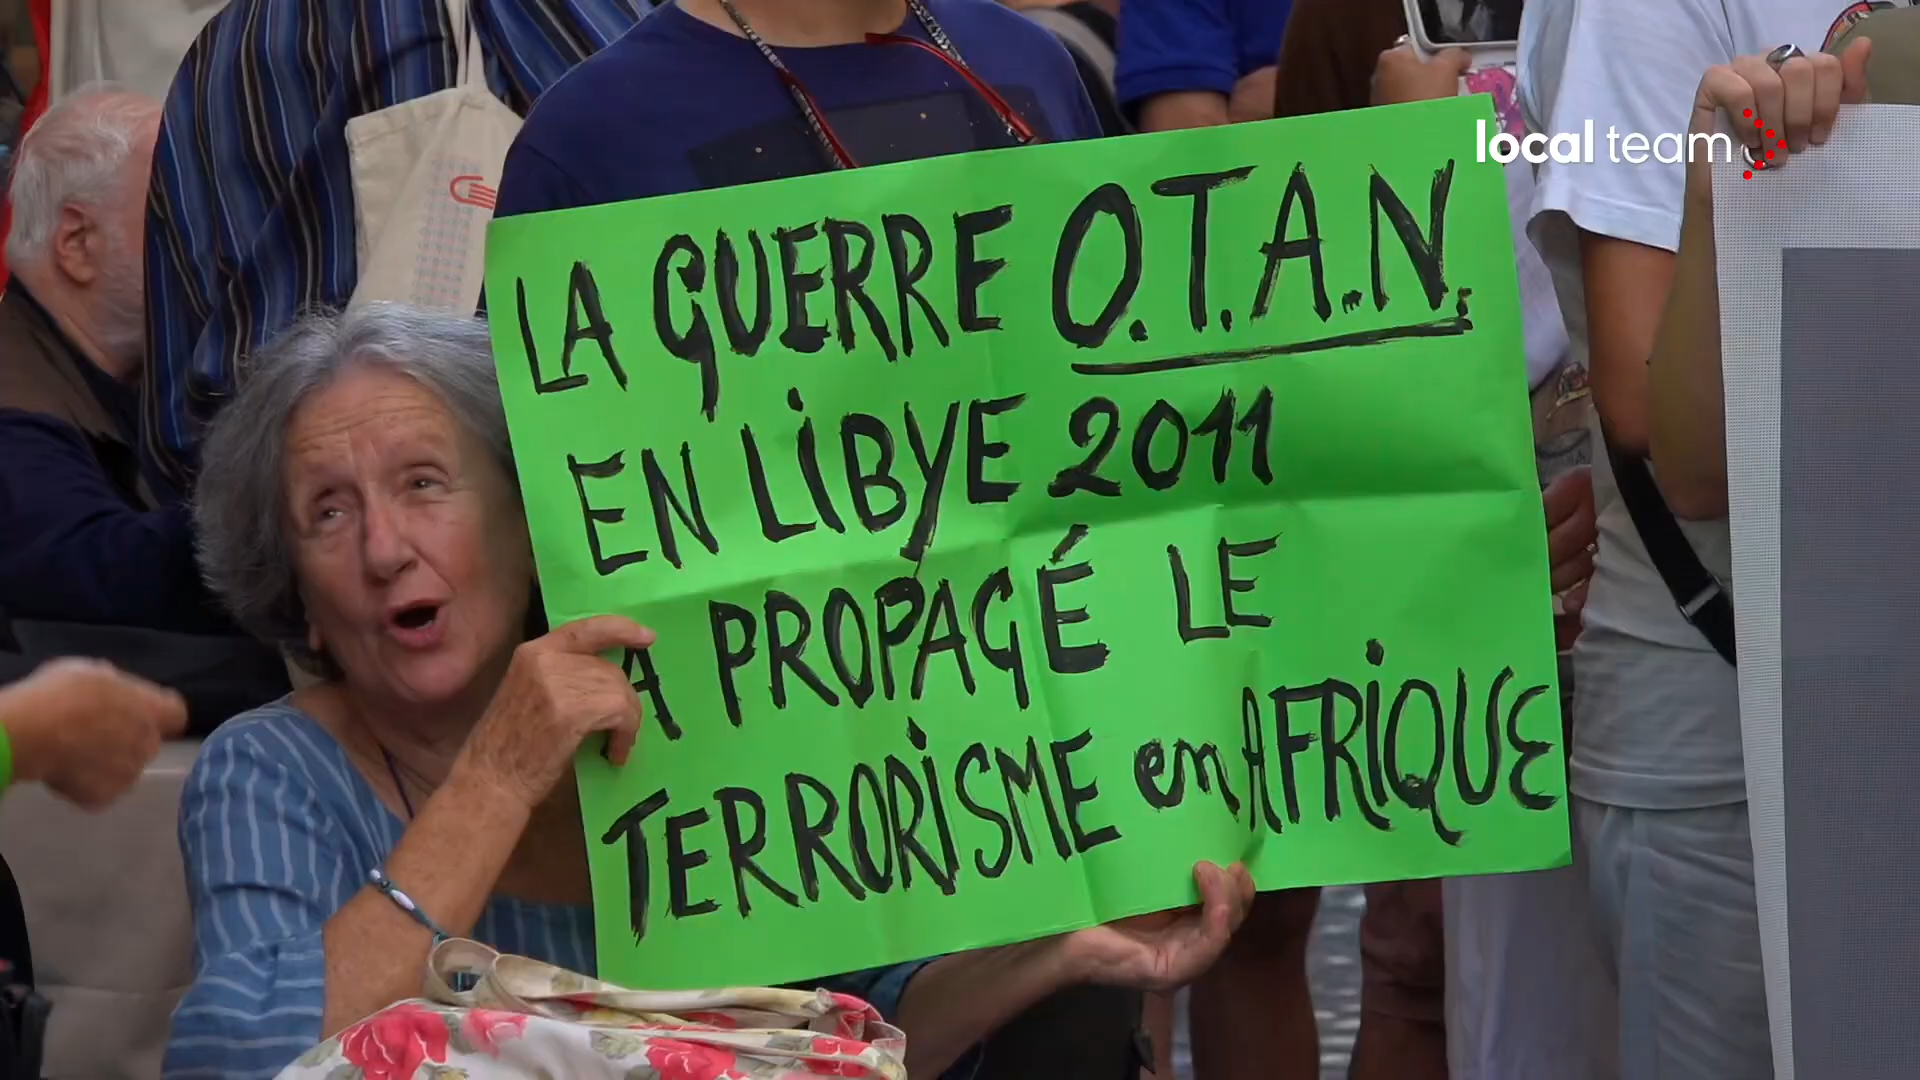 local team
LA GUERRE O.T.A.N.
EN LiBYE 2011
A PROPAGÉ LE
TERRORiSME en AFRiQUE